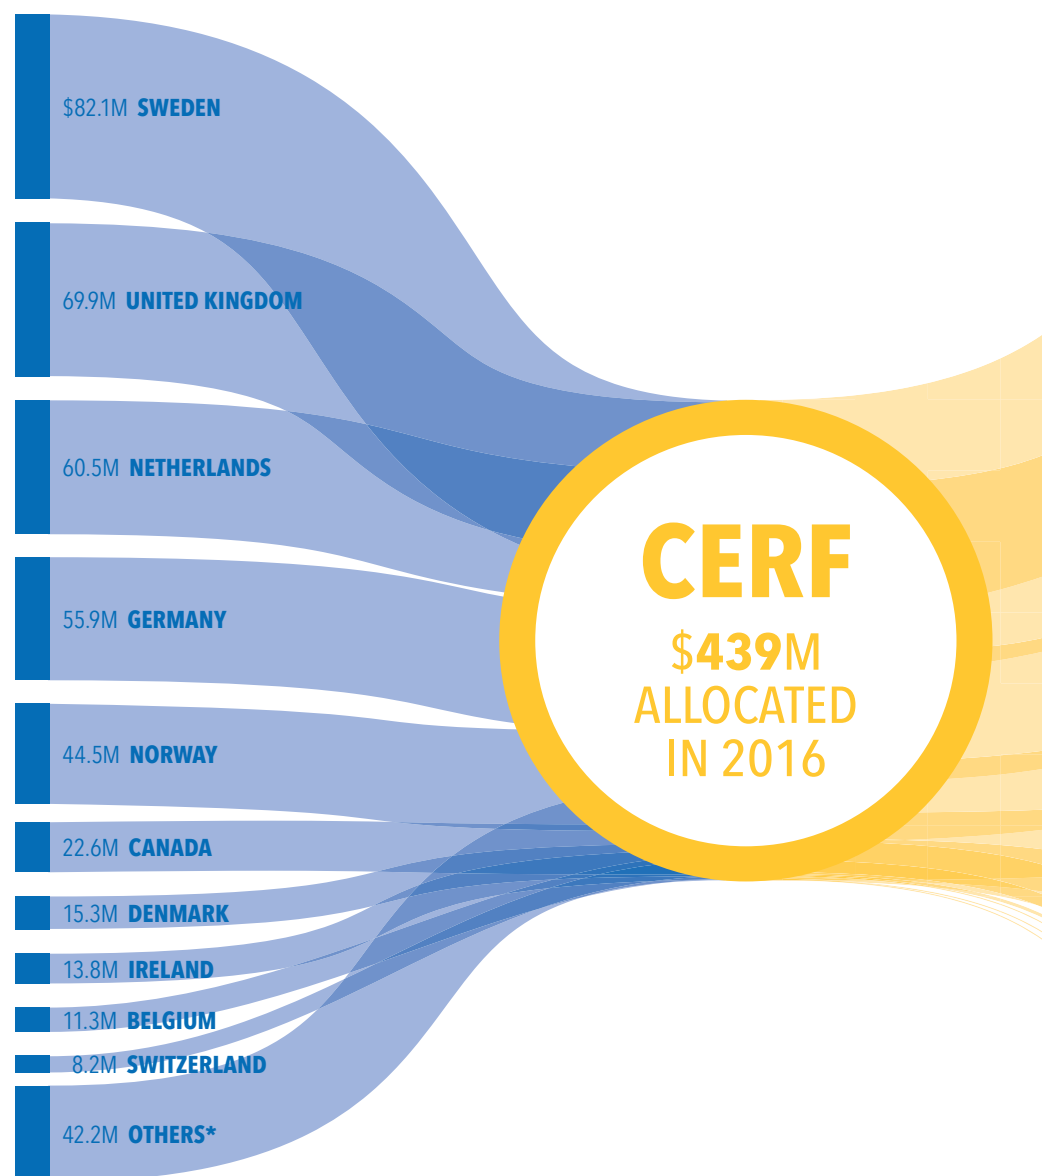 $82.1M SWEDEN
69.9M UNITED KINGDOM
60.5M NETHERLANDS
55.9M GERMANY
44.5M NORWAY
22.6M CANADA
15.3M DENMARK
13.8M IRELAND
11.3M BELGIUM
8.2M SWITZERLAND
42.2M OTHERS*
CERF
$439M
ALLOCATED
IN 2016